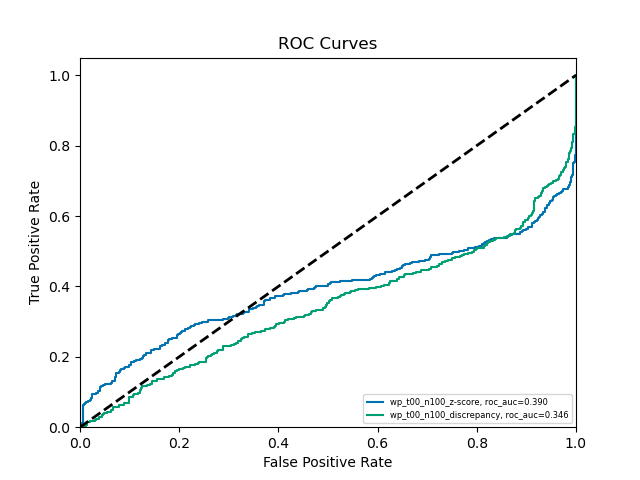 ROC Curves
True Positive Rate
1.0
0.8
0.6
0.4
0.2
0.0
0.0 0.2 0.4 0.6 0.8 1.0
False Positive Rate
wp_t00_n100_z-score, roc_auc=0.390
wp_t00_n100_discrepancy, roc_auc=0.346